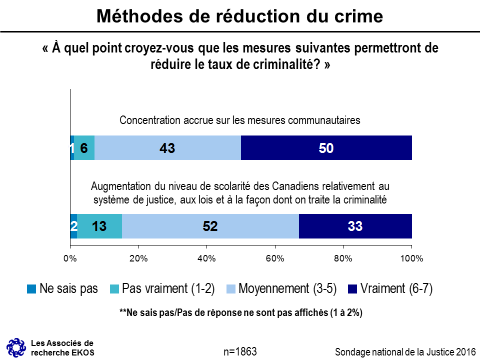 Méthodes de réduction du crime
« À quel point croyez-vous que les mesures suivantes permettront de
réduire le taux de criminalité? »
Concentration accrue sur les mesures communautaires
1 6 43 50
Augmentation du niveau de scolarité des Canadiens relativement au
système de justice, aux lois et à la façon dont on traite la criminalité
2 13 52 33
0% 20% 40% 60% 80% 100%
Ne sais pas Pas vraiment (1-2) Moyennement (3-5) Vraiment (6-7)
**Ne sais pas/Pas de réponse ne sont pas affichés (1 à 2%)
Les Associés de
recherche EKOS
n=1863
Sondage national de la Justice 2016